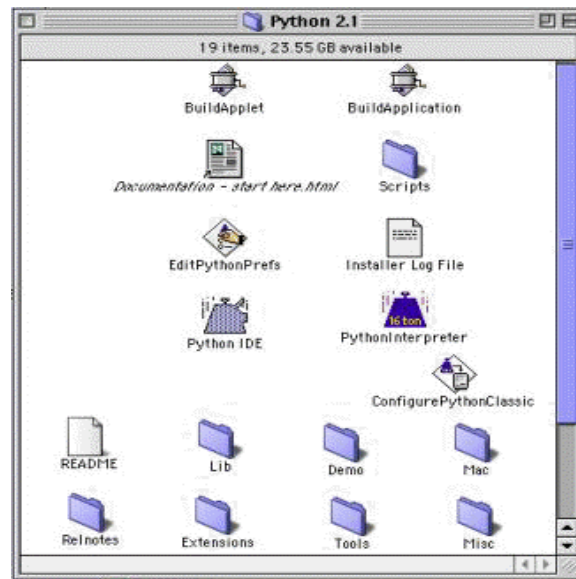 Python 2.1
19 items, 23.55 GB available
BuildApplet
BuildApplication
Documentation - start here.html
Scripts
EditPythonPrefs
Installer Log File
Python IDE
16 ton
PythonInterpreter
ConfigurePythonClassic
README
Lib
Demo
Mac
Relnotes
Extensions
Tools
Misc